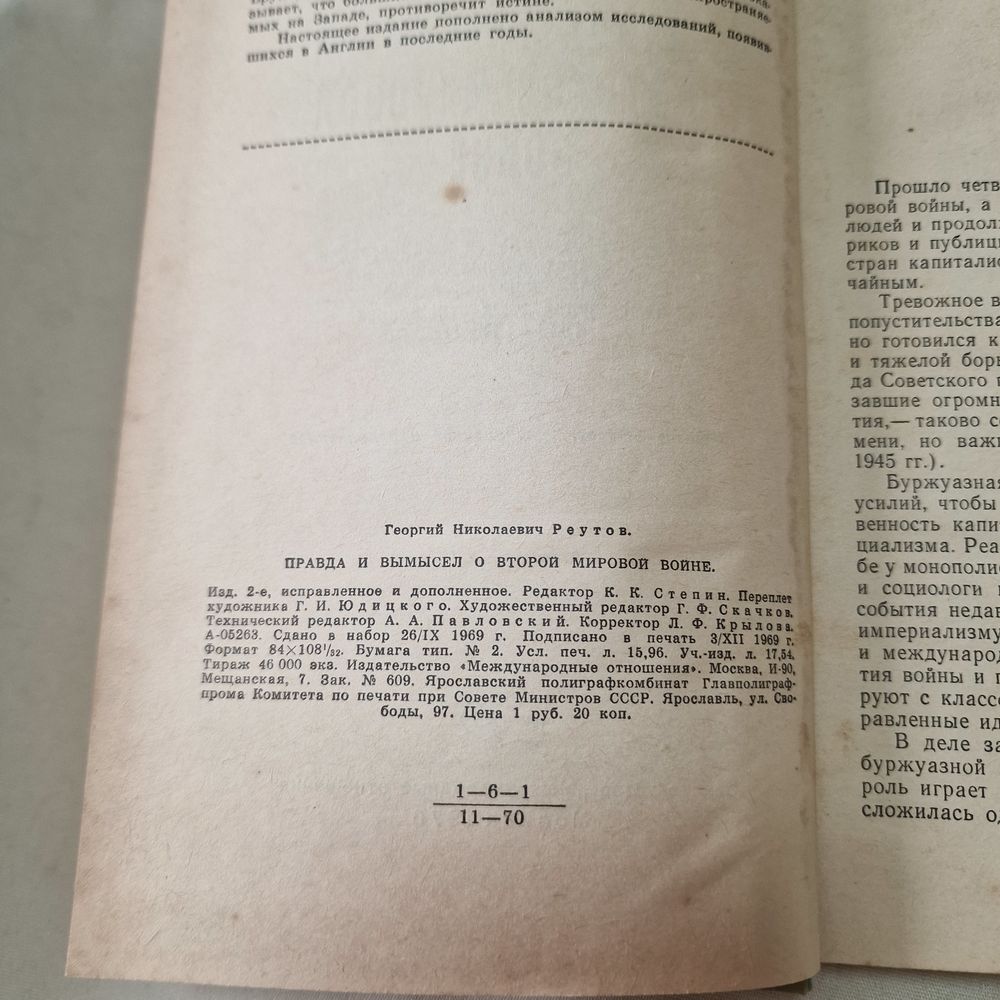 ывает, что
мых на Западе, противоречит истине.
Настоящее издание пополнено анализом исследований, появив-
шихся в Англии в последние годы.
Георгий Николаевич Реутов.
ПРАВДА И ВЫМЫСЕЛ О ВТОРОЙ МИРОВОЙ ВОЙНЕ.
Изд. 2-е, исправленное и дополненное. Редактор К. К. Степин. Переплет
художника Г. И. Юдицкого. Художественный редактор Г. Ф. Скачков.
Технический редактор А. А. Павловский. Корректор Л. Ф. Крылова.
А-05263. Сдано в набор 26/IX 1969 г. Подписано в печать 3/XII 1969 г.
Формат 84×108¹/₃₂. Бумага тип. № 2. Усл. печ. л. 15,96. Уч.-изд. л. 17,54.
Тираж 46 000 экз. Издательство «Международные отношения». Москва, И-90,
Мещанская, 7. Зак. № 609. Ярославский полиграфкомбинат Главполиграф-
прома Комитета по печати при Совете Министров СССР. Ярославль, ул. Сво-
боды, 97. Цена 1 руб. 20 коп.
1—6—1
11—70
Прошло четв
ровой войны, а
людей и продол
риков и публиц
стран капитали
чайным.
Тревожное в
попустительства
но готовился к
и тяжелой борь
да Советского
завшие огромн
тия,— таково с
мени, но важ
1945 гг.).
Буржуазная
усилий, чтобы
венность капи
циализма. Реа
бе у монополи
и социологи
события недав
империализму
и международ
тия войны и
руют с класс
равленные ид
В деле за
буржуазной
роль играет
сложилась